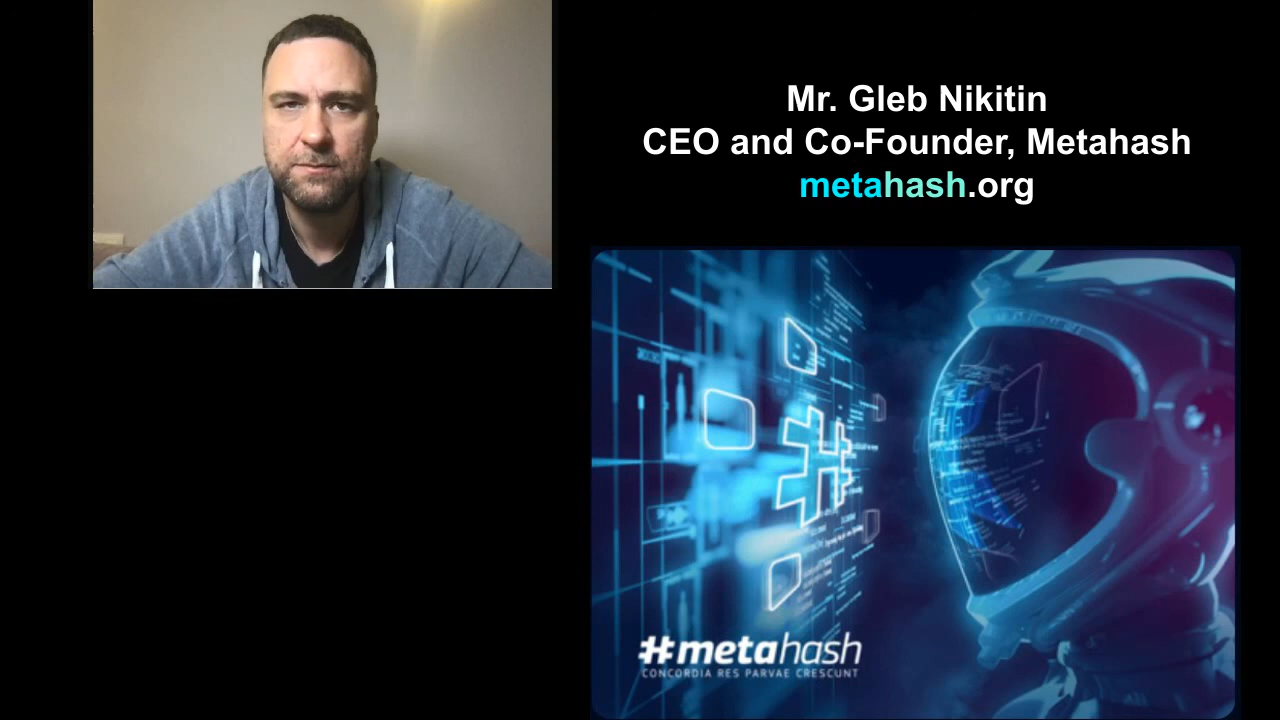 Mr. Gleb Nikitin
CEO and Co-Founder, Metahash
metahash.org
#metahash
CONCORDIA RES PARVAE CRESCUNT